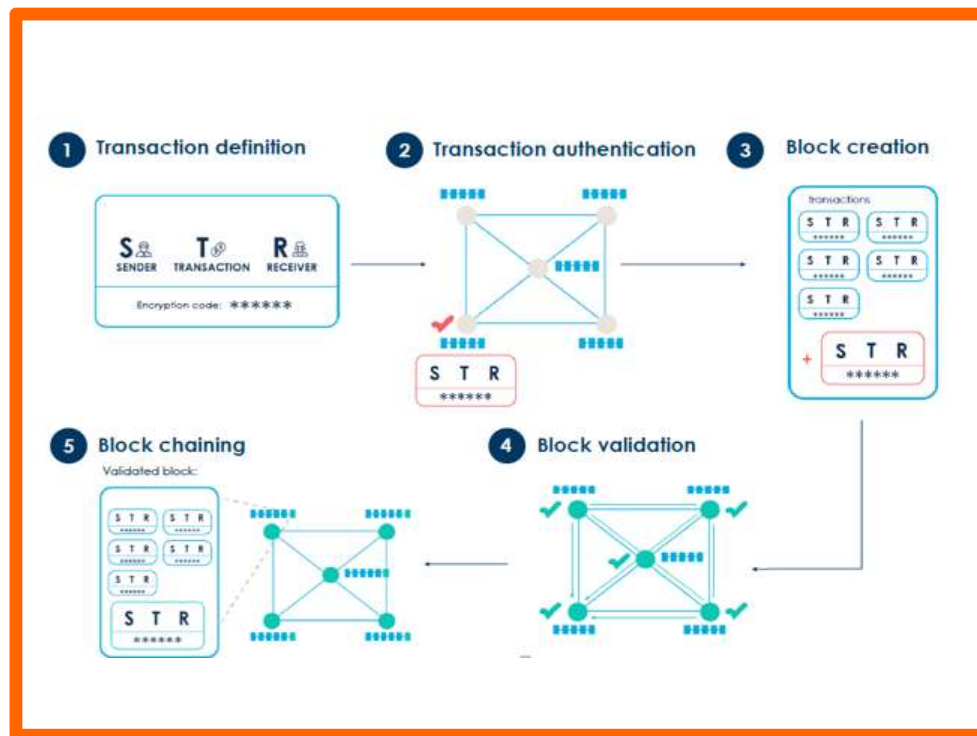 1 Transaction definition
S T R
SENDER TRANSACTION RECEIVER
Encryption code: ******
2 Transaction authentication
S T R
******
3 Block creation
transactions
S T R S T R
****** ******
S T R S T R
****** ******
S T R
******
+ S T R
******
4 Block validation
5 Block chaining
Validated block:
S T R S T R
****** ******
S T R S T R
****** ******
S T R
******
S T R
******